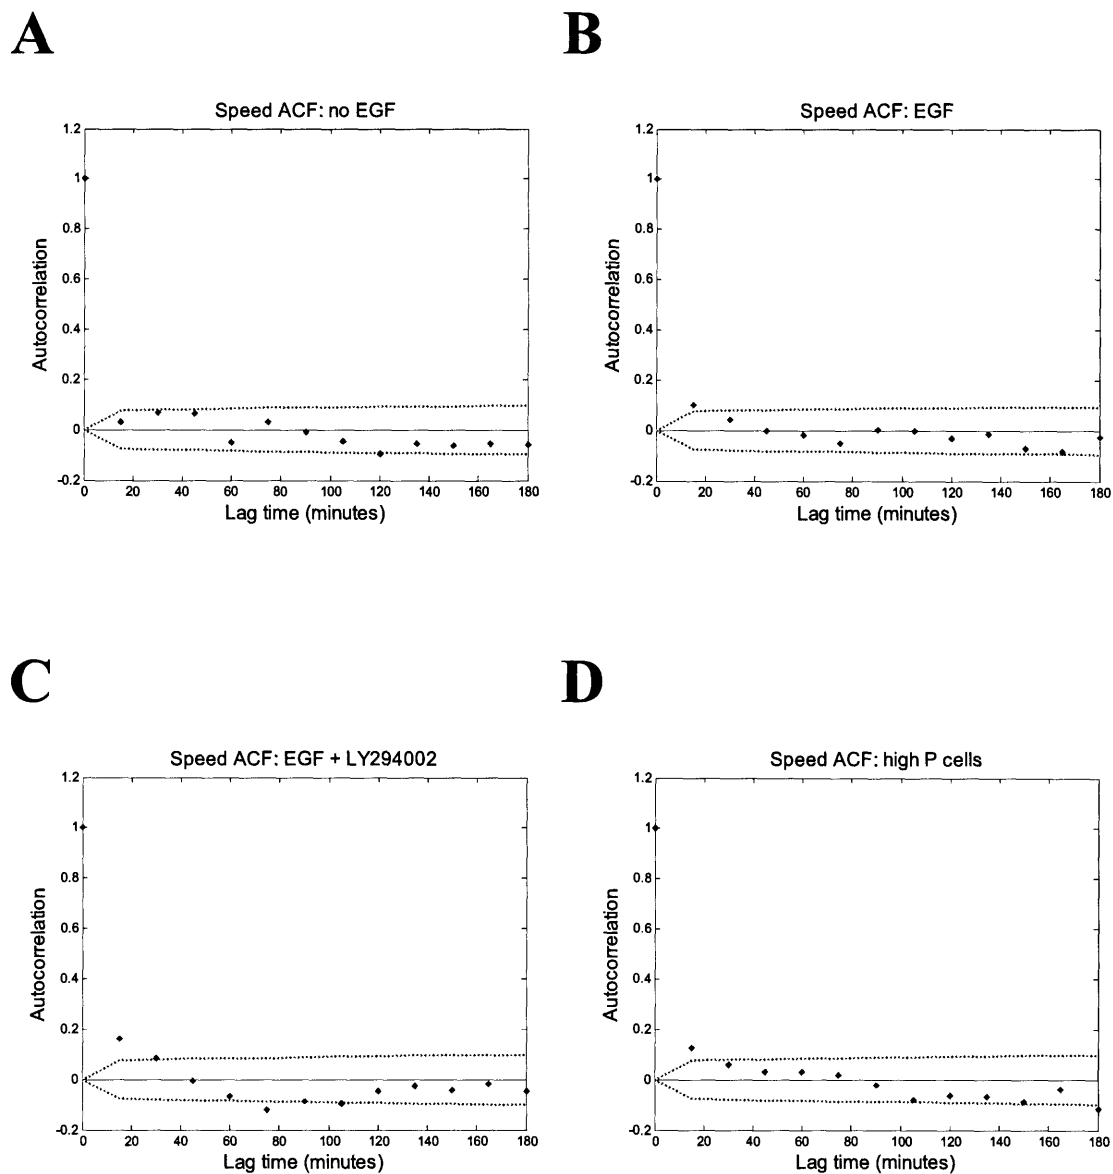 A
Speed ACF: no EGF
1.2
1
0.8
0.6
0.4
0.2
0
-0.2
Autocorrelation
0 20 40 60 80 100 120 140 160 180
Lag time (minutes)
B
Speed ACF: EGF
1.2
1
0.8
0.6
0.4
0.2
0
-0.2
Autocorrelation
0 20 40 60 80 100 120 140 160 180
Lag time (minutes)
C
Speed ACF: EGF + LY294002
1.2
1
0.8
0.6
0.4
0.2
0
-0.2
Autocorrelation
0 20 40 60 80 100 120 140 160 180
Lag time (minutes)
D
Speed ACF: high P cells
1.2
1
0.8
0.6
0.4
0.2
0
-0.2
Autocorrelation
0 20 40 60 80 100 120 140 160 180
Lag time (minutes)